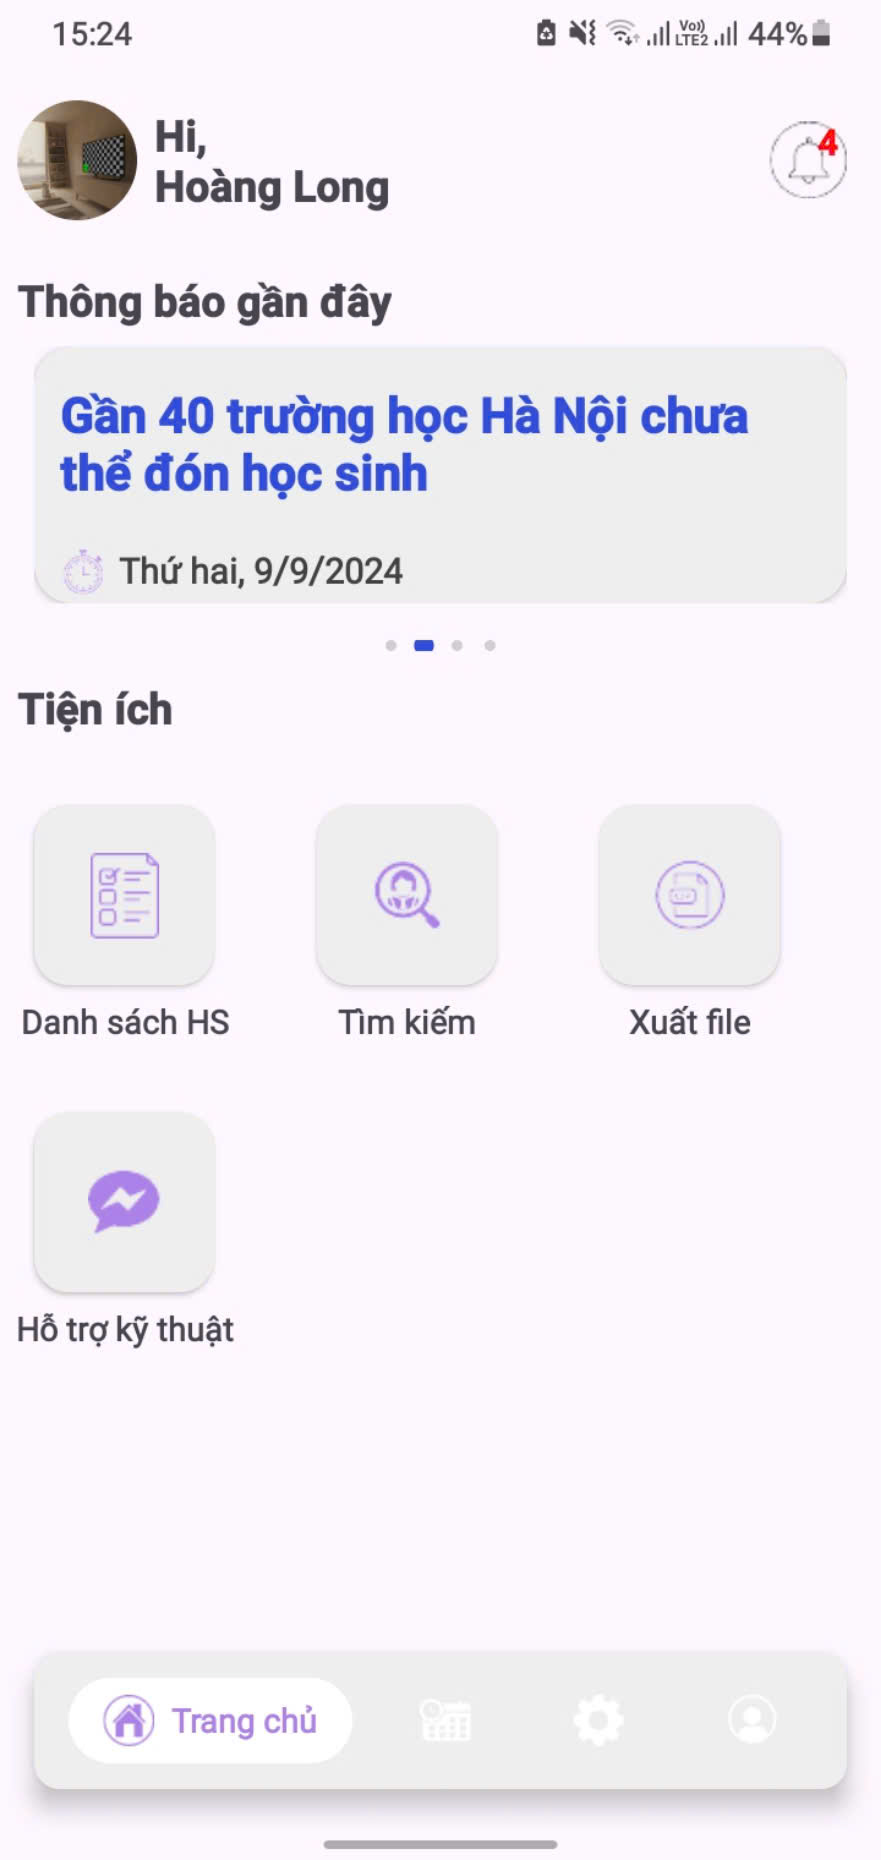 15:24
Vo))
LTE2
44%
Hi,
Hoàng Long
4
Thông báo gần đây
Gần 40 trường học Hà Nội chưa
thể đón học sinh
Thứ hai, 9/9/2024
Tiện ích
Danh sách HS
Tìm kiếm
Xuất file
Hỗ trợ kỹ thuật
Trang chủ